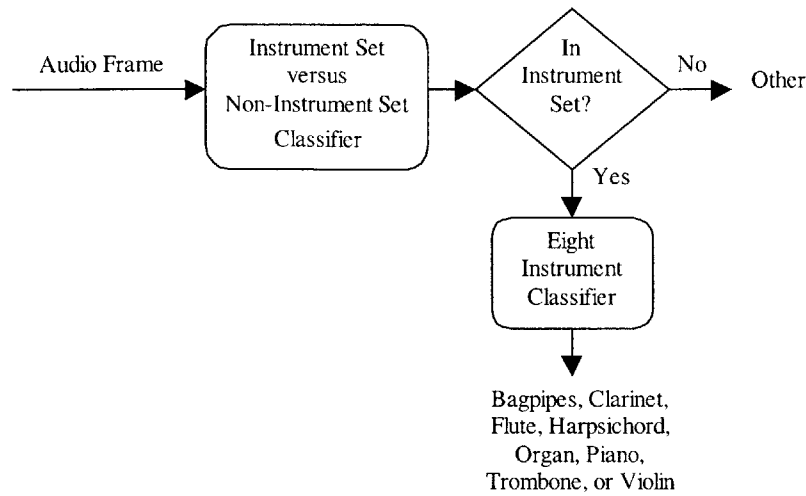 Audio Frame
Instrument Set
versus
Non-Instrument Set
Classifier
In
Instrument
Set?
No
Other
Yes
Eight
Instrument
Classifier
Bagpipes, Clarinet,
Flute, Harpsichord,
Organ, Piano,
Trombone, or Violin